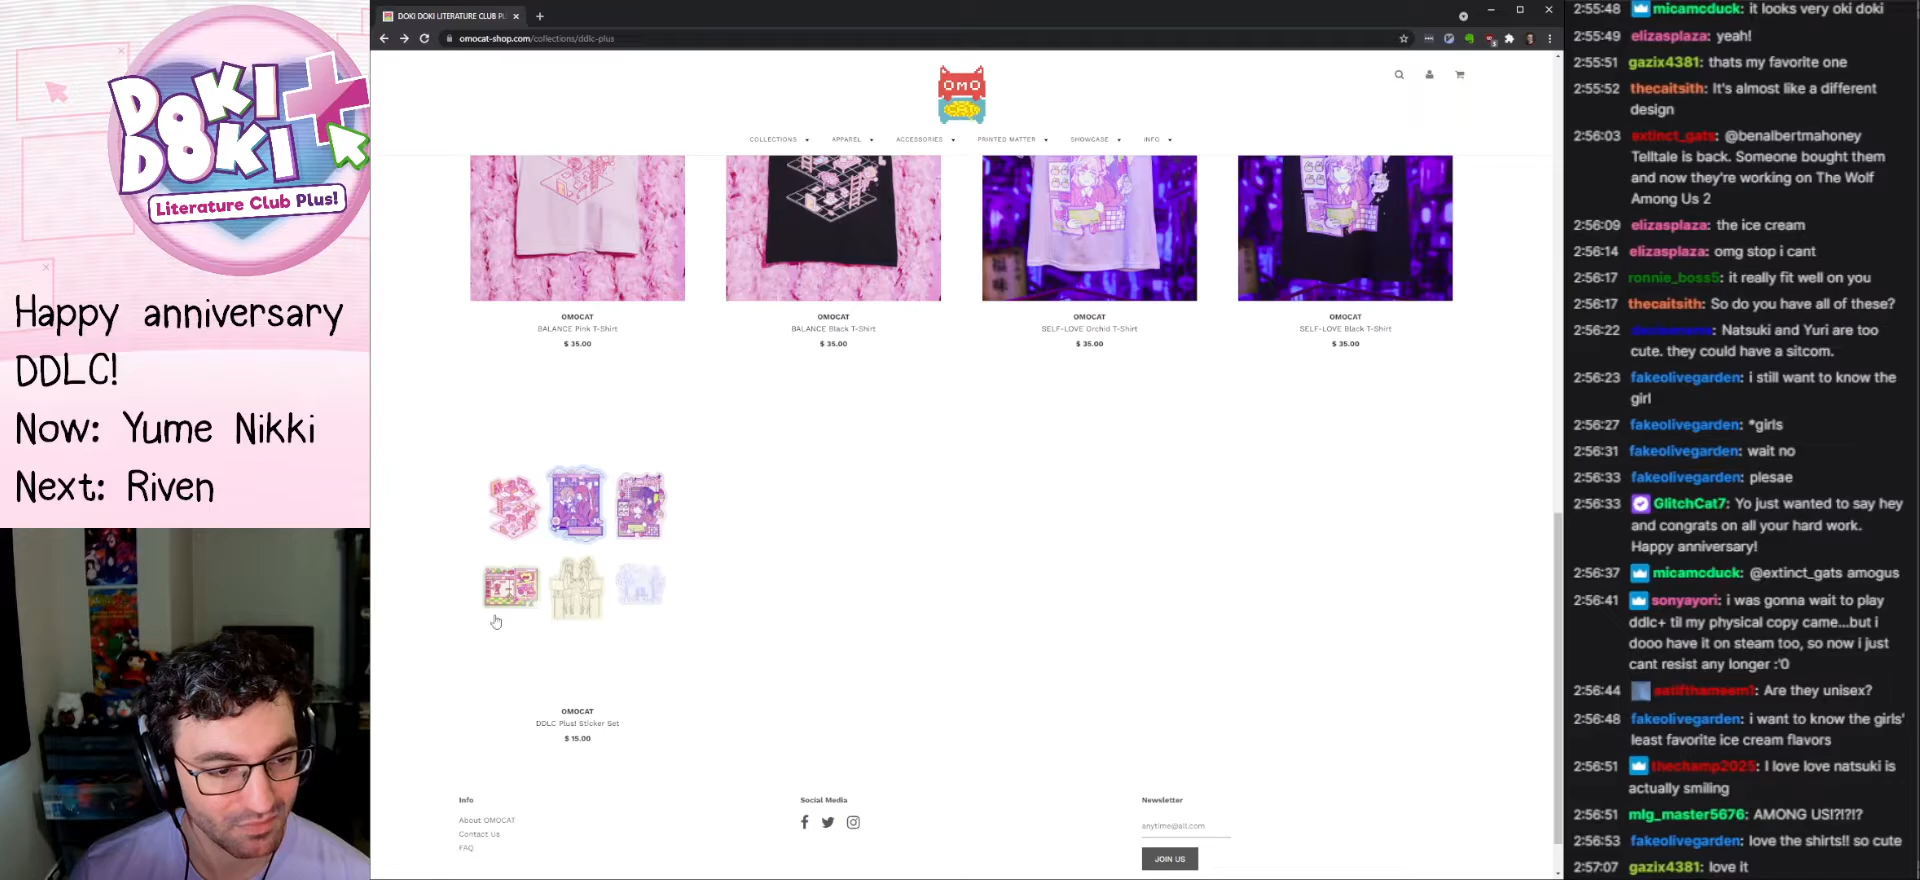 DOKI
DOKI
Literature Club Plus!
Happy anniversary
DDLC!
Now: Yume Nikki
Next: Riven
DOKI DOKI LITERATURE CLUB PL
omocat-shop.com/collections/ddlc-plus
OMO
CAT
COLLECTIONS
APPAREL
ACCESSORIES
PRINTED MATTER
SHOWCASE
INFO
OMOCAT
BALANCE Pink T-Shirt
$ 35.00
OMOCAT
BALANCE Black T-Shirt
$ 35.00
OMOCAT
SELF-LOVE Orchid T-Shirt
$ 35.00
OMOCAT
SELF-LOVE Black T-Shirt
$ 35.00
OMOCAT
DDLC Plus! Sticker Set
$ 15.00
Info
About OMOCAT
Contact Us
FAQ
Social Media
Newsletter
anytime@all.com
JOIN US
2:55:48 micamcduck: it looks very oki doki
2:55:49 elizasplaza: yeah!
2:55:51 gazix4381: thats my favorite one
2:55:52 thecaitsith: It's almost like a different
design
2:56:03 extinct_gats: @benalbertmahoney
Telltale is back. Someone bought them
and now they're working on The Wolf
Among Us 2
2:56:09 elizasplaza: the ice cream
2:56:14 elizasplaza: omg stop i cant
2:56:17 ronnie_boss5: it really fit well on you
2:56:17 thecaitsith: So do you have all of these?
2:56:22 Natsuki and Yuri are too
cute. they could have a sitcom.
2:56:23 fakeolivegarden: i still want to know the
girl
2:56:27 fakeolivegarden: *girls
2:56:31 fakeolivegarden: wait no
2:56:33 fakeolivegarden: plesae
2:56:33 GlitchCat7: Yo just wanted to say hey
and congrats on all your hard work.
Happy anniversary!
2:56:37 micamcduck: @extinct_gats amogus
2:56:41 sonyayori: i was gonna wait to play
ddlc+ til my physical copy came...but i
dooo have it on steam too, so now i just
cant resist any longer :'0
2:56:44 Are they unisex?
2:56:48 fakeolivegarden: i want to know the girls'
least favorite ice cream flavors
2:56:51 thechamp2025: I love love natsuki is
actually smiling
2:56:51 mlg_master5676: AMONG US!?!?!?
2:56:53 fakeolivegarden: love the shirts!! so cute
2:57:07 gazix4381: love it